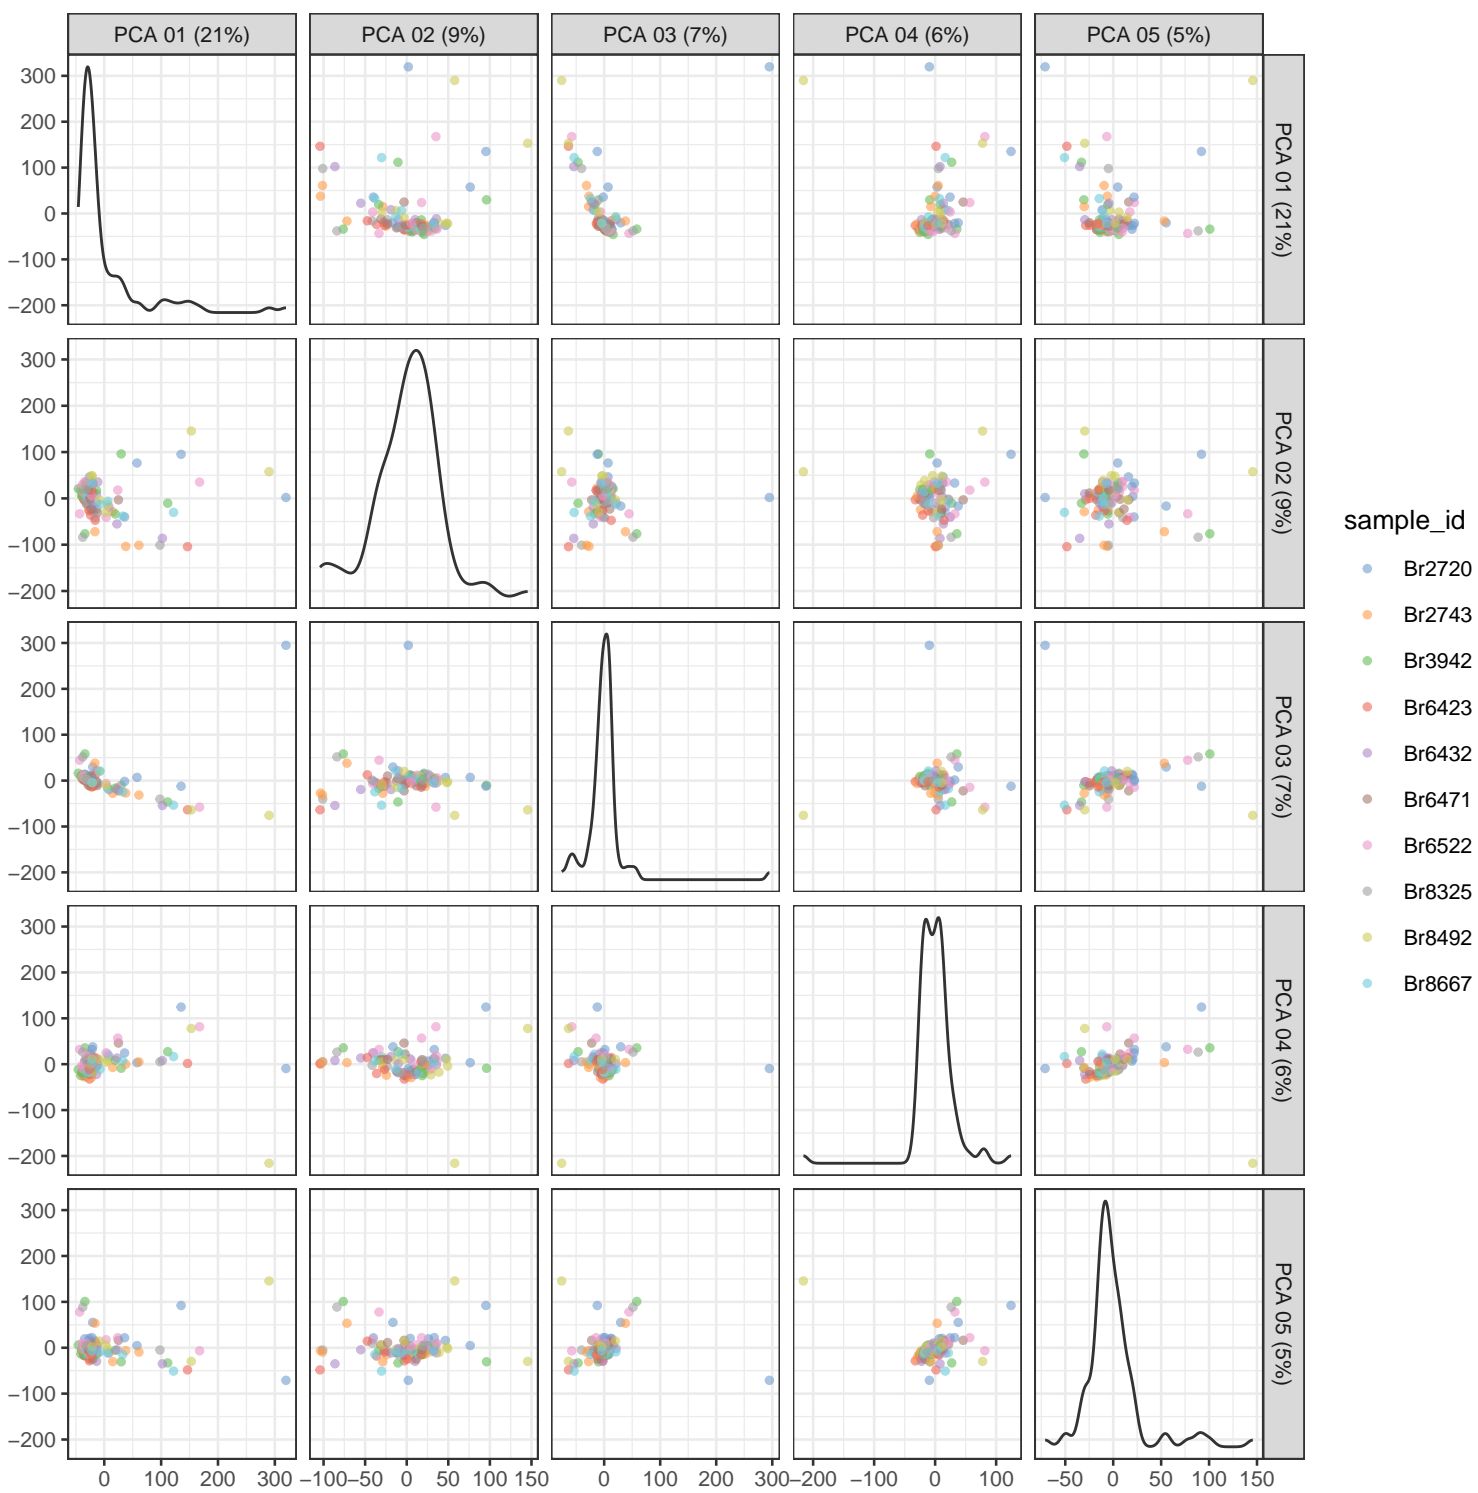 PCA 01 (21%) PCA 02 (9%) PCA 03 (7%) PCA 04 (6%) PCA 05 (5%)
300
200
100
0
−100
−200
PCA 01 (21%)
300
200
100
0
−100
−200
PCA 02 (9%)
300
200
100
0
−100
−200
PCA 03 (7%)
300
200
100
0
−100
−200
PCA 04 (6%)
300
200
100
0
−100
−200
PCA 05 (5%)
0 100 200 300 −100 −50 0 50 100 150 0 100 200 300 −200 −100 0 100 −50 0 50 100 150
sample_id
Br2720
Br2743
Br3942
Br6423
Br6432
Br6471
Br6522
Br8325
Br8492
Br8667